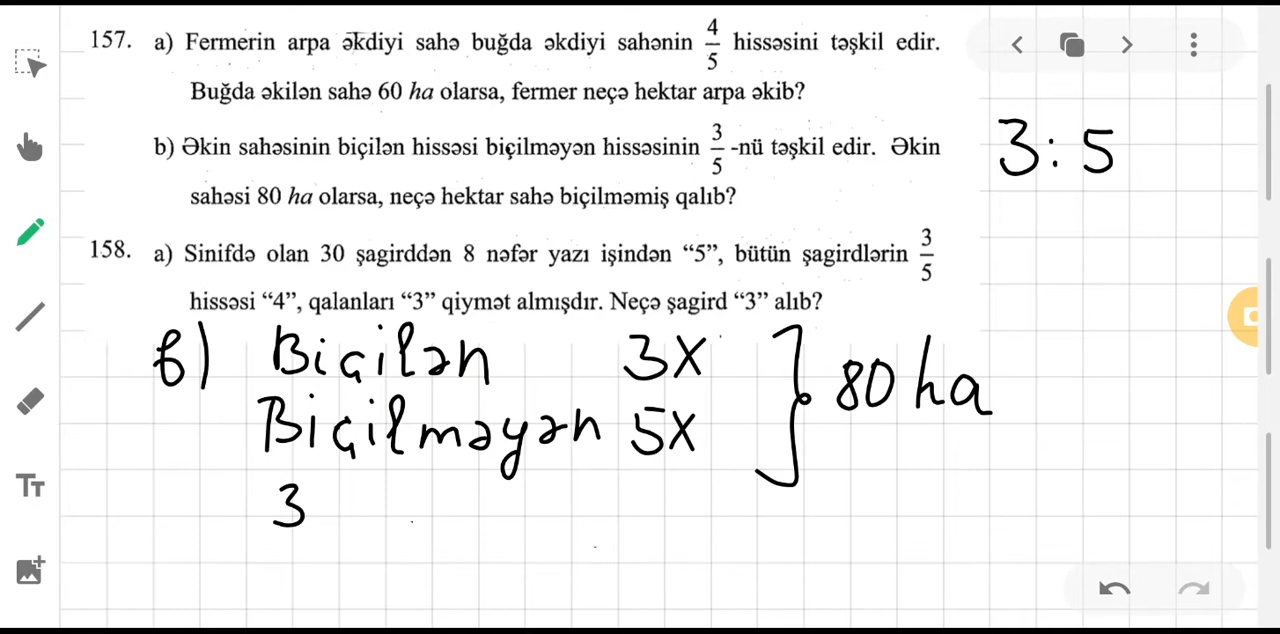 157. a) Fermerin arpa əkdiyi sahə buğda əkdiyi sahənin 4/5 hissəsini təşkil edir.
Buğda əkilən sahə 60 ha olarsa, fermer neçə hektar arpa əkib?
b) Əkin sahəsinin biçilən hissəsi biçilməyən hissəsinin 3/5 -nü təşkil edir. Əkin
sahəsi 80 ha olarsa, neçə hektar sahə biçilməmiş qalıb?
3:5
158. a) Sinifdə olan 30 şagirddən 8 nəfər yazı işindən “5”, bütün şagirdlərin 3/5
hissəsi “4”, qalanları “3” qiymət almışdır. Neçə şagird “3” alıb?
b) Biçilən 3x
Biçilməyən 5x } 80 ha
3
TT